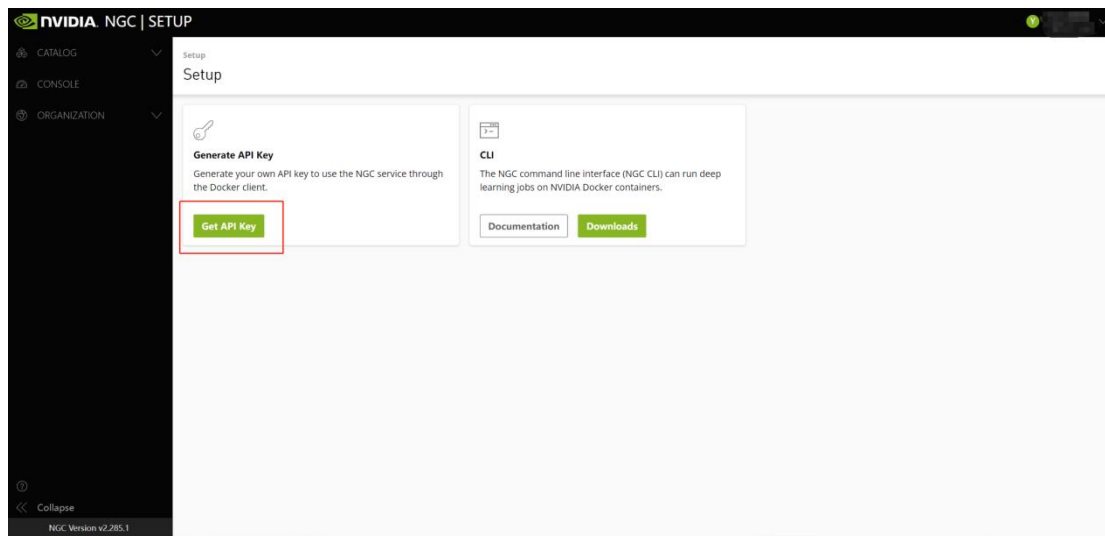 NVIDIA. NGC | SETUP
Y
CATALOG
CONSOLE
ORGANIZATION
Setup
Setup
Generate API Key
Generate your own API key to use the NGC service through
the Docker client.
Get API Key
CLI
The NGC command line interface (NGC CLI) can run deep
learning jobs on NVIDIA Docker containers.
Documentation
Downloads
?
Collapse
NGC Version v2.285.1